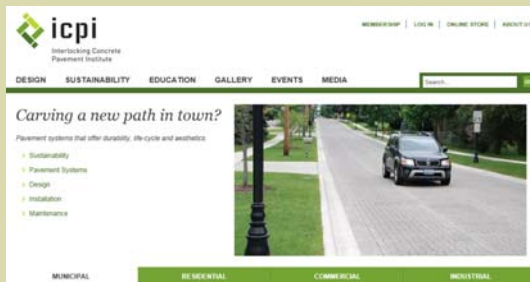 icpi
Interlocking Concrete
Pavement Institute
MEMBERSHIP | LOG IN | ONLINE STORE | ABOUT U
DESIGN SUSTAINABILITY EDUCATION GALLERY EVENTS MEDIA
Search...
Carving a new path in town?
Pavement systems that offer durability, life-cycle and aesthetics.
Sustainability
Pavement Systems
Design
Installation
Maintenance
MUNICIPAL RESIDENTIAL COMMERCIAL INDUSTRIAL